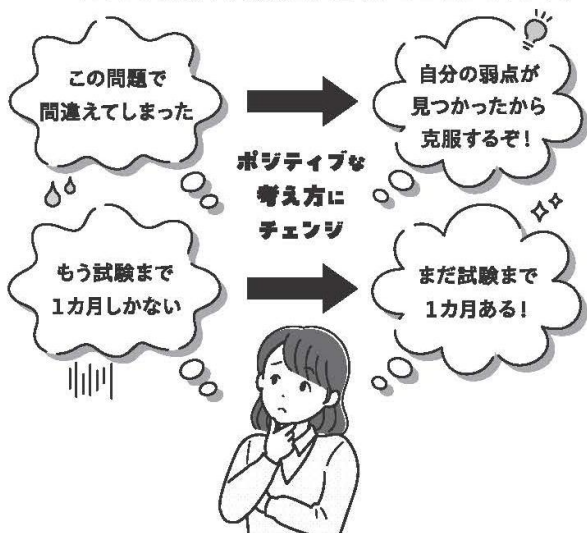 この問題で
間違えてしまった
自分の弱点が
見つかったから
克服するぞ！
ポジティブな
考え方に
チェンジ
もう試験まで
1カ月しかない
まだ試験まで
1カ月ある！